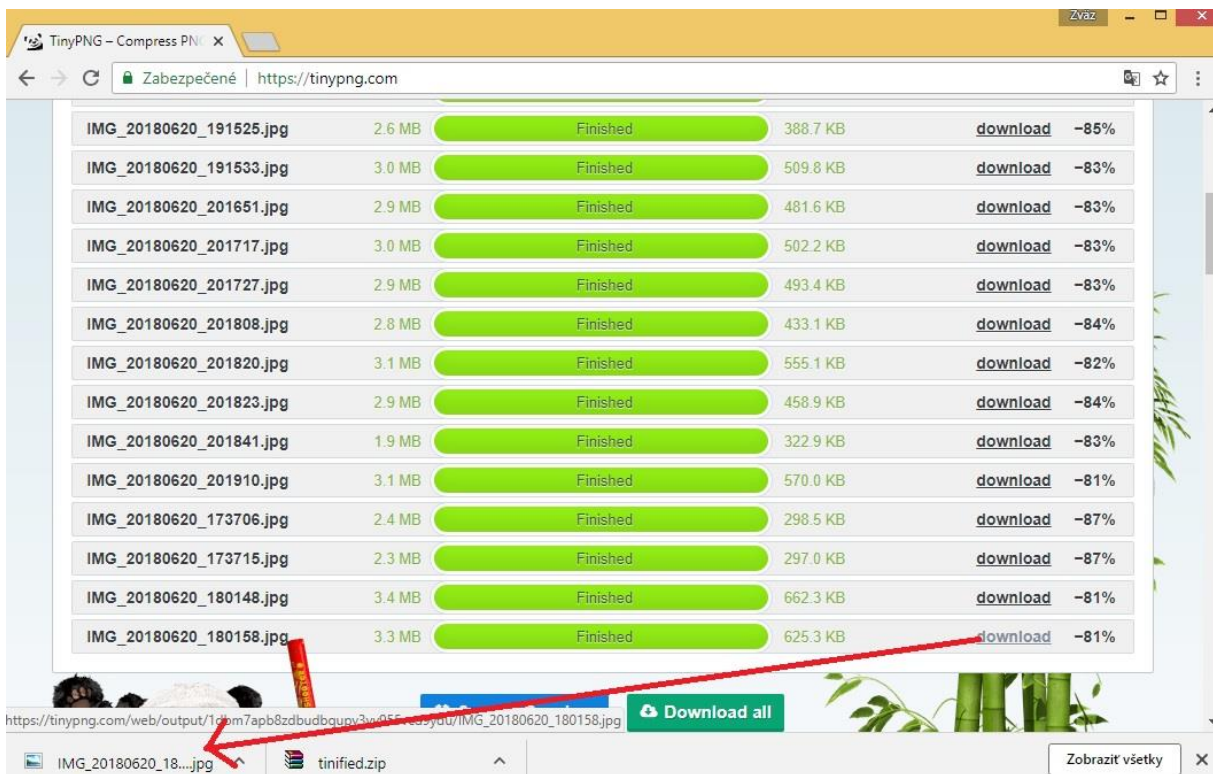 Zväz
TinyPNG – Compress PN
Zabezpečené | https://tinypng.com
IMG_20180620_191525.jpg 2.6 MB Finished 388.7 KB download −85%
IMG_20180620_191533.jpg 3.0 MB Finished 509.8 KB download −83%
IMG_20180620_201651.jpg 2.9 MB Finished 481.6 KB download −83%
IMG_20180620_201717.jpg 3.0 MB Finished 502.2 KB download −83%
IMG_20180620_201727.jpg 2.9 MB Finished 493.4 KB download −83%
IMG_20180620_201808.jpg 2.8 MB Finished 433.1 KB download −84%
IMG_20180620_201820.jpg 3.1 MB Finished 555.1 KB download −82%
IMG_20180620_201823.jpg 2.9 MB Finished 458.9 KB download −84%
IMG_20180620_201841.jpg 1.9 MB Finished 322.9 KB download −83%
IMG_20180620_201910.jpg 3.1 MB Finished 570.0 KB download −81%
IMG_20180620_173706.jpg 2.4 MB Finished 298.5 KB download −87%
IMG_20180620_173715.jpg 2.3 MB Finished 297.0 KB download −87%
IMG_20180620_180148.jpg 3.4 MB Finished 662.3 KB download −81%
IMG_20180620_180158.jpg 3.3 MB Finished 625.3 KB download −81%
Download all
IMG_20180620_18....jpg tinified.zip Zobraziť všetky